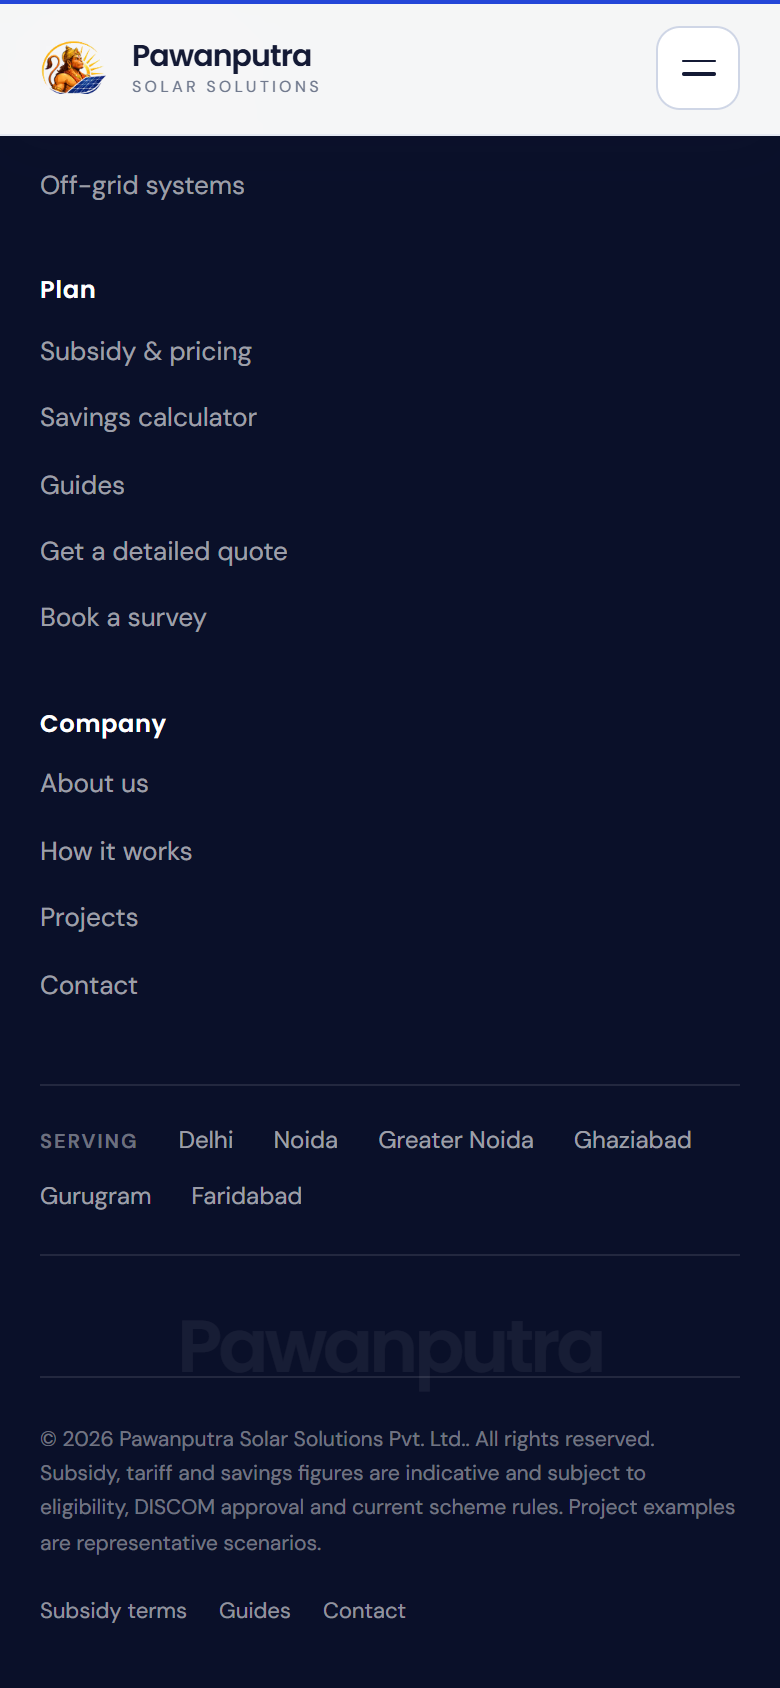 Pawanputra
SOLAR SOLUTIONS
Off-grid systems
Plan
Subsidy & pricing
Savings calculator
Guides
Get a detailed quote
Book a survey
Company
About us
How it works
Projects
Contact
SERVING Delhi Noida Greater Noida Ghaziabad
Gurugram Faridabad
Pawanputra
© 2026 Pawanputra Solar Solutions Pvt. Ltd.. All rights reserved.
Subsidy, tariff and savings figures are indicative and subject to
eligibility, DISCOM approval and current scheme rules. Project examples
are representative scenarios.
Subsidy terms Guides Contact